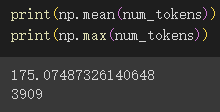 print(np.mean(num_tokens))
print(np.max(num_tokens))
175.07487326140648
3909